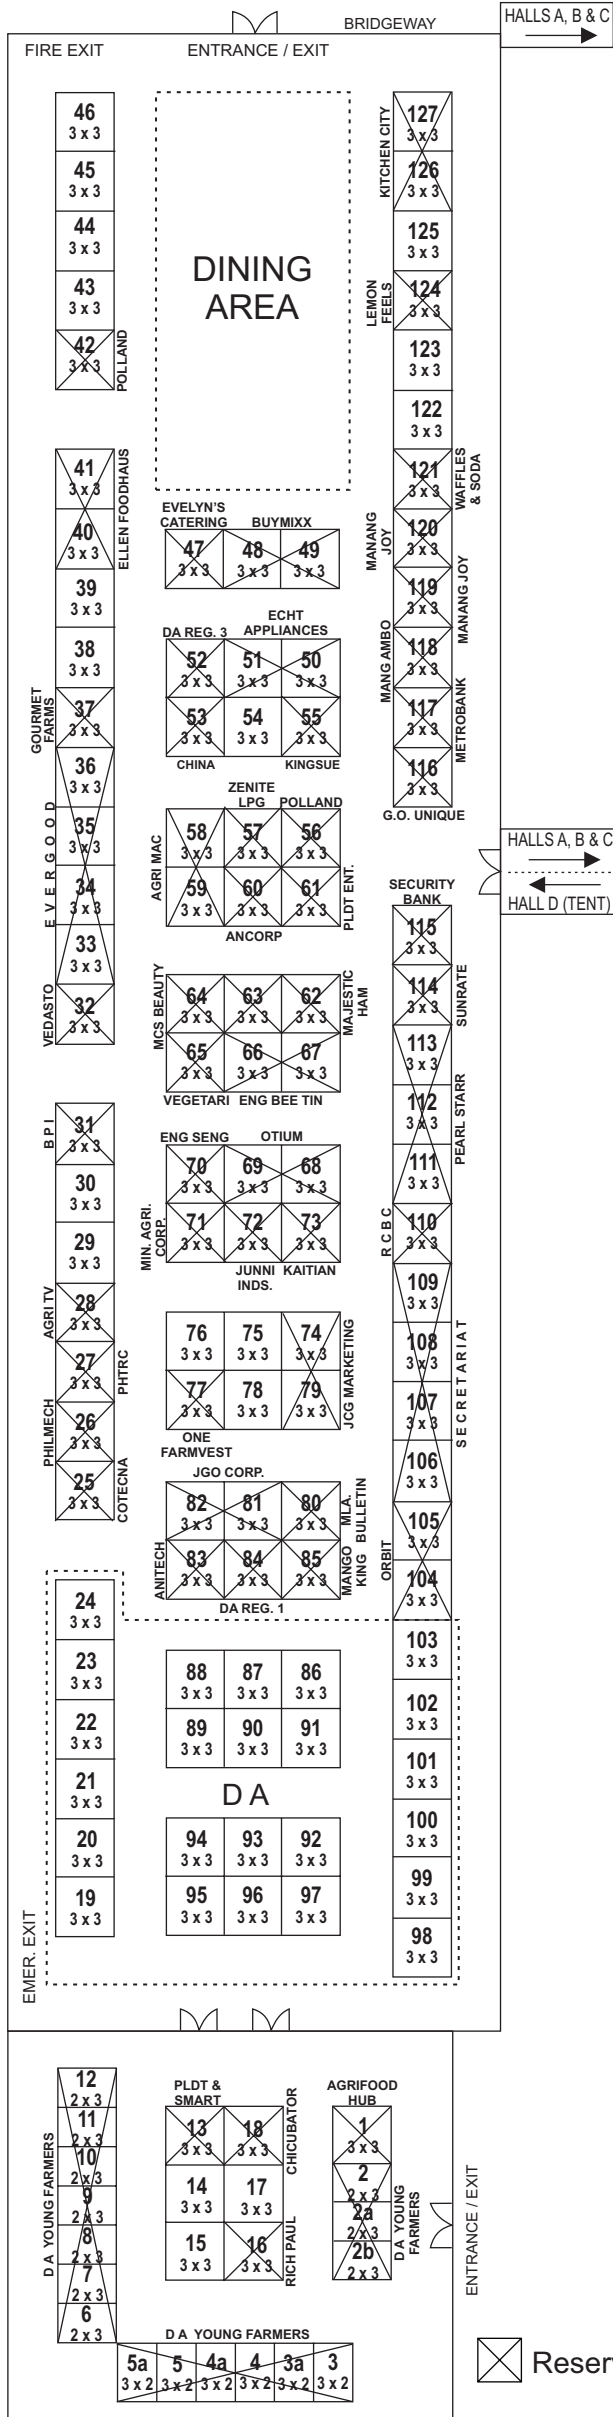 BRIDGEWAY
HALLS A, B & C
FIRE EXIT
ENTRANCE / EXIT
46
3 x 3
45
3 x 3
44
3 x 3
43
3 x 3
42
3 x 3
POLLAND
DINING
AREA
KITCHEN CITY
127
3 x 3
126
3 x 3
125
3 x 3
LEMON
FEELS
124
3 x 3
123
3 x 3
122
3 x 3
121
3 x 3
WAFFLES
& SODA
MANANG
JOY
120
3 x 3
119
3 x 3
MANANG JOY
MANG AMBO
118
3 x 3
117
3 x 3
METROBANK
116
3 x 3
G.O. UNIQUE
41
3 x 3
40
3 x 3
ELLEN FOODHAUS
39
3 x 3
38
3 x 3
GOURMET
FARMS
37
3 x 3
36
3 x 3
35
3 x 3
EVERGOOD
34
3 x 3
33
3 x 3
VEDASTO
32
3 x 3
EVELYN'S
CATERING
BUYMIXX
47
3 x 3
48
3 x 3
49
3 x 3
DA REG. 3
ECHT
APPLIANCES
52
3 x 3
51
3 x 3
50
3 x 3
53
3 x 3
54
3 x 3
55
3 x 3
CHINA
KINGSUE
ZENITE
LPG
POLLAND
AGRI MAC
58
3 x 3
57
3 x 3
56
3 x 3
59
3 x 3
60
3 x 3
61
3 x 3
PLDT ENT.
ANCORP
HALLS A, B & C
HALL D (TENT)
MCS BEAUTY
64
3 x 3
63
3 x 3
62
3 x 3
MAJESTIC
HAM
65
3 x 3
66
3 x 3
67
3 x 3
VEGETARI
ENG BEE TIN
SECURITY
BANK
115
3 x 3
114
3 x 3
SUNRATE
113
3 x 3
112
3 x 3
PEARL STARR
111
3 x 3
RCBC
110
3 x 3
109
3 x 3
108
3 x 3
SECRETARIAT
107
3 x 3
106
3 x 3
105
3 x 3
ORBIT
104
3 x 3
BPI
31
3 x 3
30
3 x 3
29
3 x 3
AGRI TV
28
3 x 3
27
3 x 3
PHTRC
PHILMECH
26
3 x 3
25
3 x 3
COTECNA
ENG SENG
OTIUM
70
3 x 3
69
3 x 3
68
3 x 3
MIN. AGRI.
CORP.
71
3 x 3
72
3 x 3
73
3 x 3
JUNNI
INDS.
KAITIAN
76
3 x 3
75
3 x 3
74
3 x 3
77
3 x 3
78
3 x 3
79
3 x 3
JCG MARKETING
ONE
FARMVEST
JGO CORP.
82
3 x 3
81
3 x 3
80
3 x 3
MLA.
BULLETIN
ANITECH
83
3 x 3
84
3 x 3
85
3 x 3
MANGO
KING
DA REG. 1
24
3 x 3
23
3 x 3
22
3 x 3
21
3 x 3
20
3 x 3
19
3 x 3
EMER. EXIT
88
3 x 3
87
3 x 3
86
3 x 3
89
3 x 3
90
3 x 3
91
3 x 3
D A
94
3 x 3
93
3 x 3
92
3 x 3
95
3 x 3
96
3 x 3
97
3 x 3
103
3 x 3
102
3 x 3
101
3 x 3
100
3 x 3
99
3 x 3
98
3 x 3
D A YOUNG FARMERS
12
2 x 3
11
2 x 3
10
2 x 3
9
2 x 3
8
2 x 3
7
2 x 3
6
2 x 3
PLDT &
SMART
13
3 x 3
18
3 x 3
CHICUBATOR
14
3 x 3
17
3 x 3
15
3 x 3
16
3 x 3
RICH PAUL
AGRIFOOD
HUB
1
3 x 3
2
2 x 3
2a
2 x 3
2b
2 x 3
D A YOUNG
FARMERS
ENTRANCE / EXIT
D A YOUNG FARMERS
5a
3 x 2
5
3 x 2
4a
3 x 2
4
3 x 2
3a
3 x 2
3
3 x 2
Reser